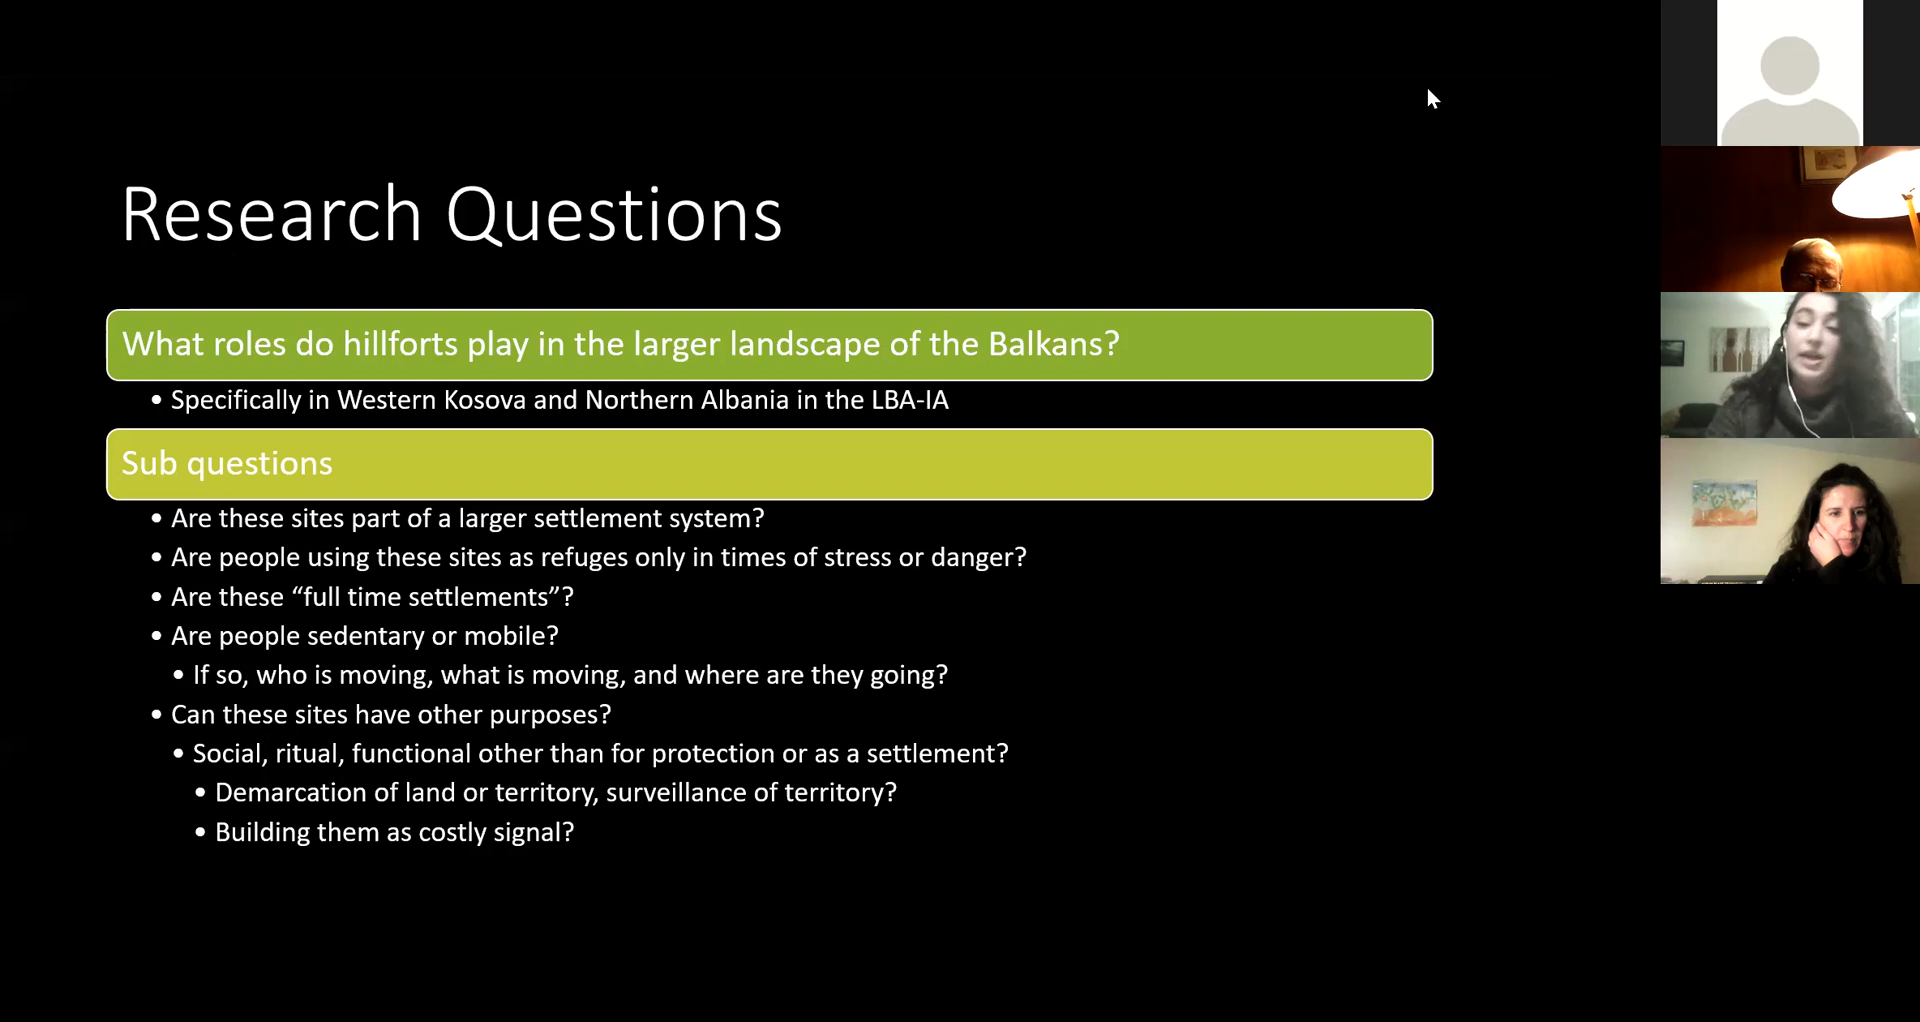 Research Questions
What roles do hillforts play in the larger landscape of the Balkans?
• Specifically in Western Kosova and Northern Albania in the LBA-IA
Sub questions
• Are these sites part of a larger settlement system?
• Are people using these sites as refuges only in times of stress or danger?
• Are these “full time settlements”?
• Are people sedentary or mobile?
• If so, who is moving, what is moving, and where are they going?
• Can these sites have other purposes?
• Social, ritual, functional other than for protection or as a settlement?
• Demarcation of land or territory, surveillance of territory?
• Building them as costly signal?